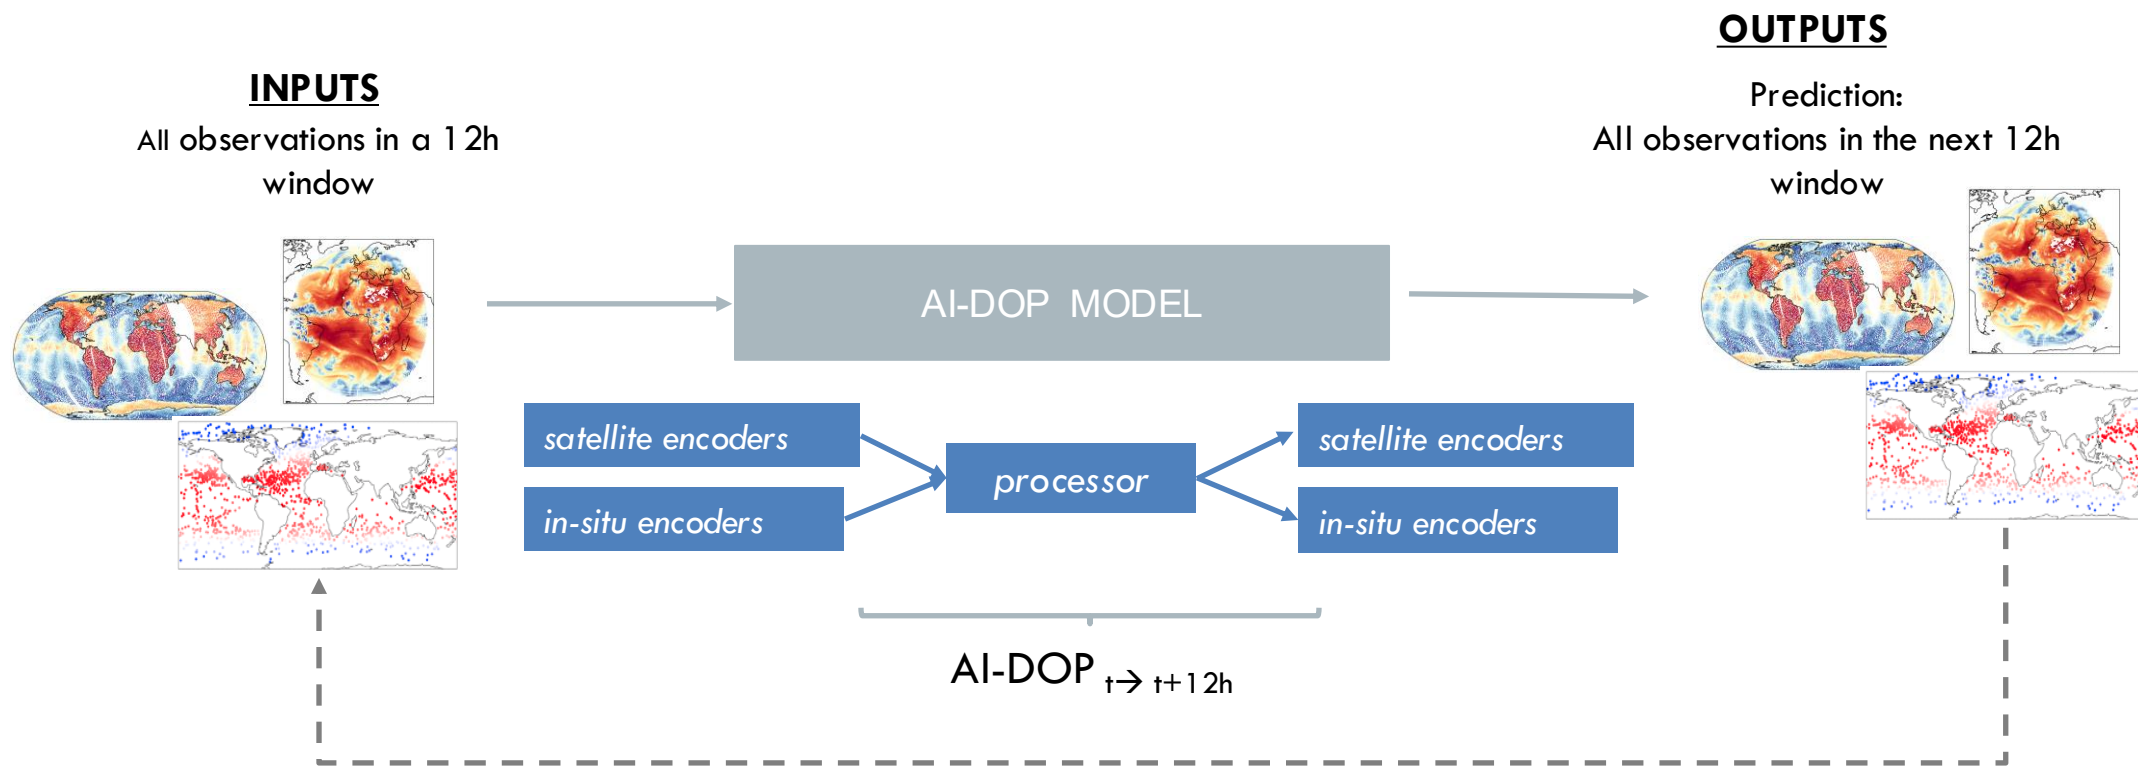 INPUTS
All observations in a 12h
window
AI-DOP MODEL
OUTPUTS
Prediction:
All observations in the next 12h
window
satellite encoders
in-situ encoders
processor
satellite encoders
in-situ encoders
AI-DOP t→ t+12h